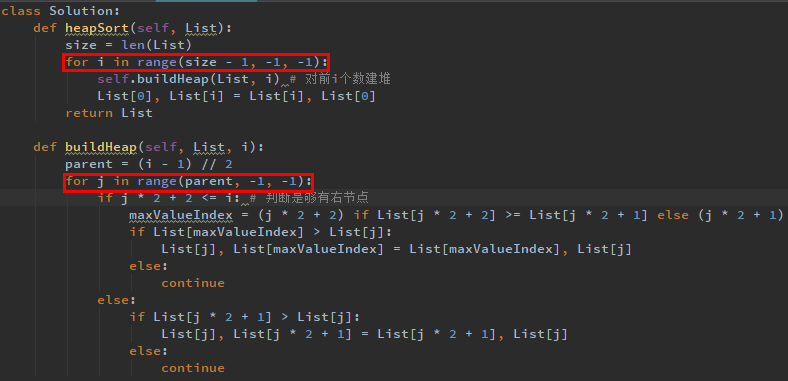 class Solution:
    def heapSort(self, List):
        size = len(List)
        for i in range(size - 1, -1, -1):
            self.buildHeap(List, i) # 对前i个数建堆
            List[0], List[i] = List[i], List[0]
        return List
    def buildHeap(self, List, i):
        parent = (i - 1) // 2
        for j in range(parent, -1, -1):
            if j * 2 + 2 <= i: # 判断是够有右节点
                maxValueIndex = (j * 2 + 2) if List[j * 2 + 2] >= List[j * 2 + 1] else (j * 2 + 1)
                if List[maxValueIndex] > List[j]:
                    List[j], List[maxValueIndex] = List[maxValueIndex], List[j]
                else:
                    continue
            else:
                if List[j * 2 + 1] > List[j]:
                    List[j], List[j * 2 + 1] = List[j * 2 + 1], List[j]
                else:
                    continue